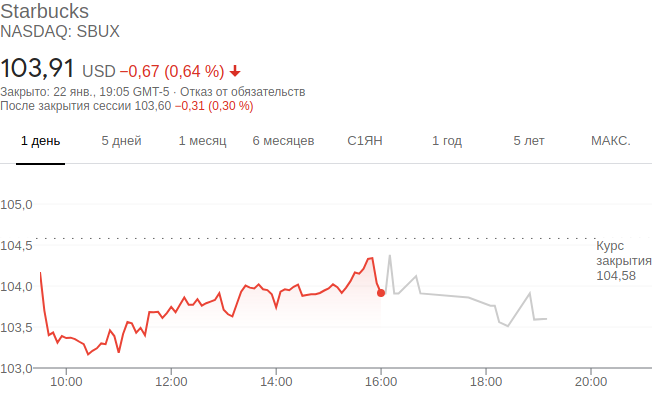 Starbucks
NASDAQ: SBUX
103,91 USD −0,67 (0,64 %)
Закрыто: 22 янв., 19:05 GMT-5 · Отказ от обязательств
После закрытия сессии 103,60 −0,31 (0,30 %)
1 день 5 дней 1 месяц 6 месяцев С1ЯН 1 год 5 лет МАКС.
105,0
104,5
Курс
закрытия
104,58
104,0
103,5
103,0
10:00 12:00 14:00 16:00 18:00 20:00